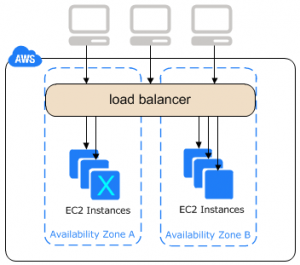 AWS
load balancer
X
EC2 Instances
EC2 Instances
Availability Zone A
Availability Zone B